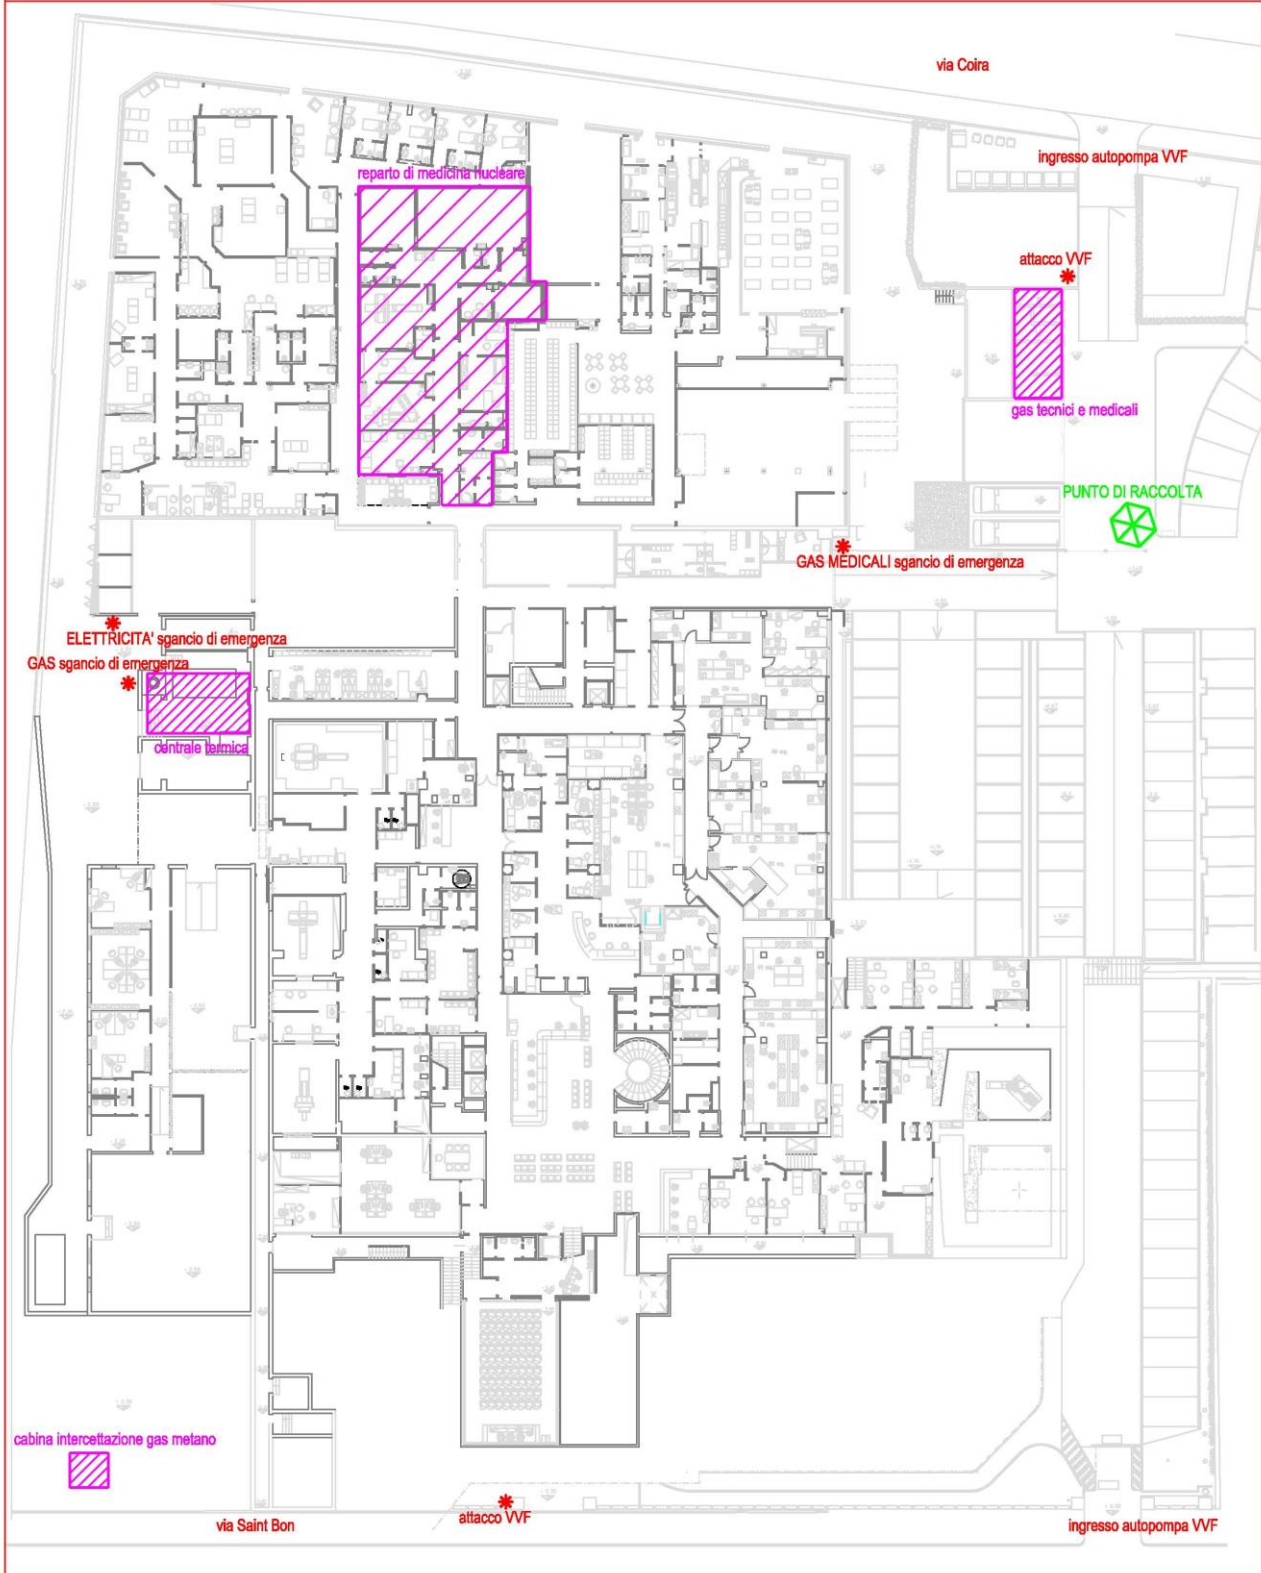 via Coira
ingresso autopompa VVF
reparto di medicina nucleare
attacco VVF
gas tecnici e medicali
PUNTO DI RACCOLTA
GAS MEDICALI sgancio di emergenza
ELETTRICITA' sgancio di emergenza
GAS sgancio di emergenza
centrale termica
cabina intercettazione gas metano
via Saint Bon
attacco VVF
ingresso autopompa VVF